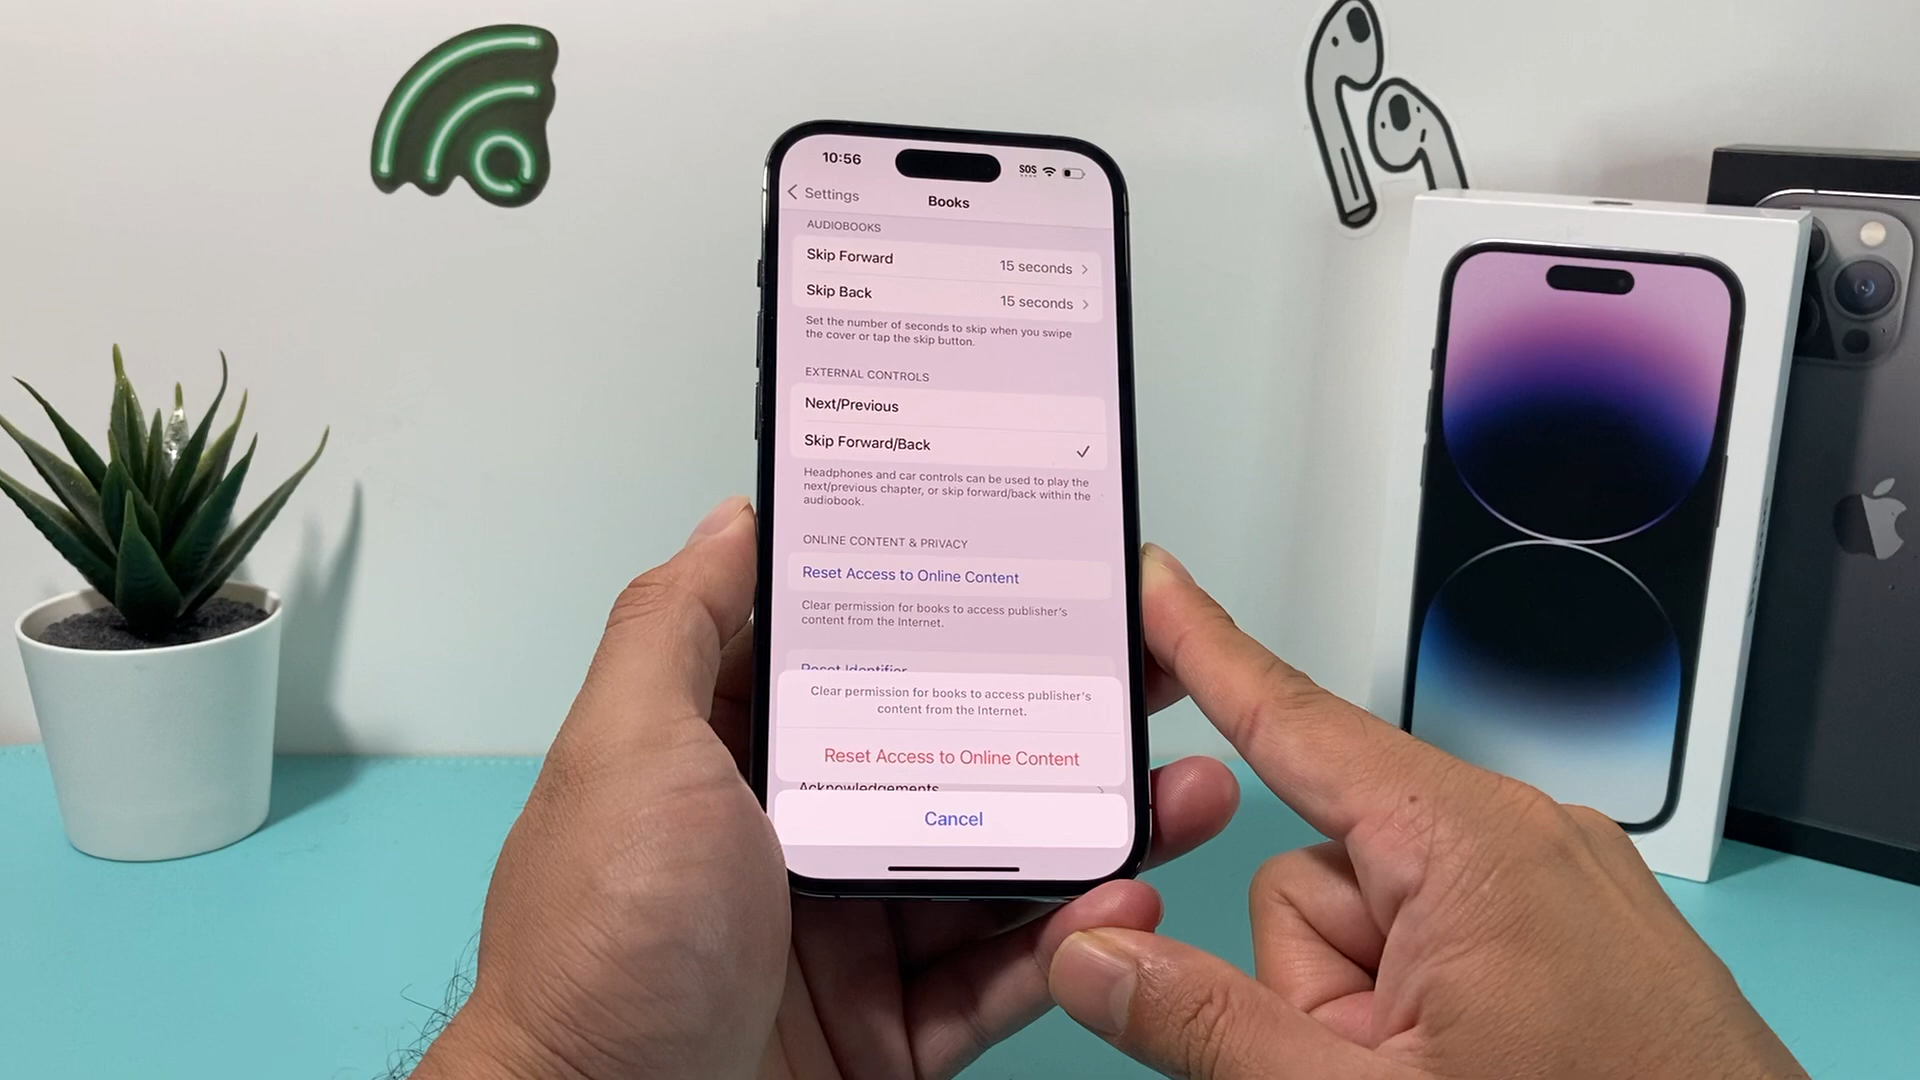 10:56
SOS
Settings
Books
AUDIOBOOKS
Skip Forward
15 seconds
Skip Back
15 seconds
Set the number of seconds to skip when you swipe
the cover or tap the skip button.
EXTERNAL CONTROLS
Next/Previous
Skip Forward/Back
Headphones and car controls can be used to play the
next/previous chapter, or skip forward/back within the
audiobook.
ONLINE CONTENT & PRIVACY
Reset Access to Online Content
Clear permission for books to access publisher's
content from the Internet.
Reset Identifier
Clear permission for books to access publisher's
content from the Internet.
Reset Access to Online Content
Acknowledgements
Cancel